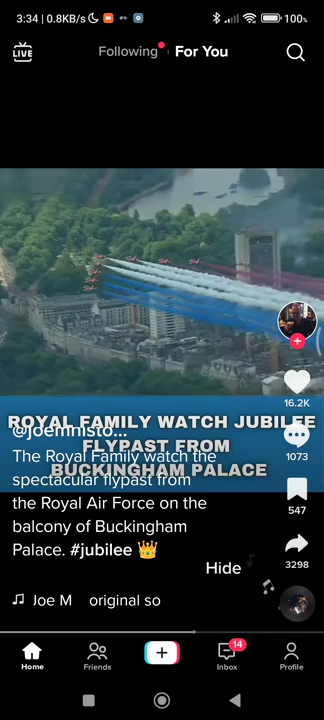 3:34 | 0.8KB/s
100%
LIVE
Following
For You
16.2K
ROYAL FAMILY WATCH JUBILEE
FLYPAST FROM
BUCKINGHAM PALACE
@joemnisto...
1073
The Royal Family watch the
spectacular flypast from
the Royal Air Force on the
balcony of Buckingham
Palace. #jubilee 👑
547
3298
Hide
Joe M original so
Home
Friends
14
Inbox
Profile